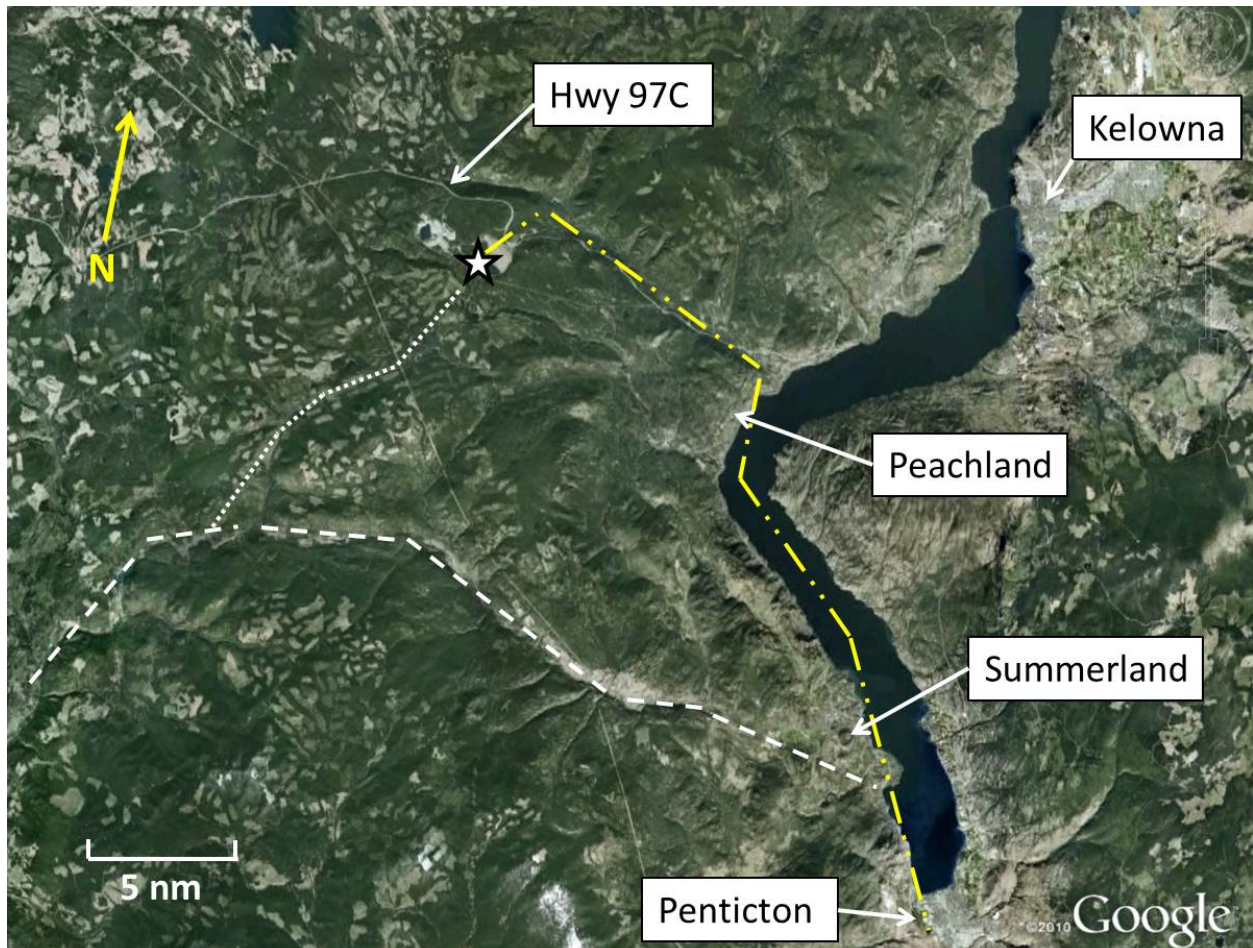 Hwy 97C
Kelowna
N
Peachland
Summerland
5 nm
Penticton
©2010 Google